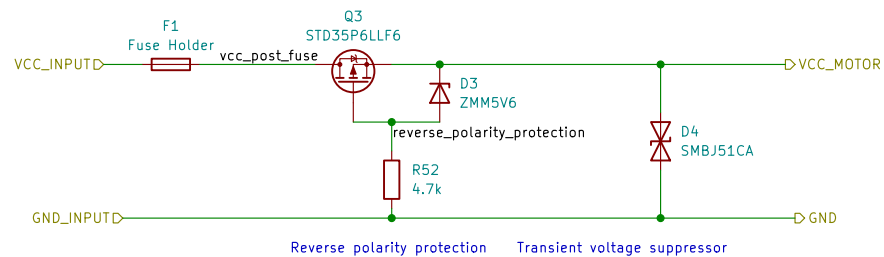 F1
Fuse Holder
Q3
STD35P6LLF6
VCC_INPUT
vcc_post_fuse
VCC_MOTOR
D3
ZMM5V6
reverse_polarity_protection
D4
SMBJ51CA
R52
4.7k
GND_INPUT
GND
Reverse polarity protection
Transient voltage suppressor